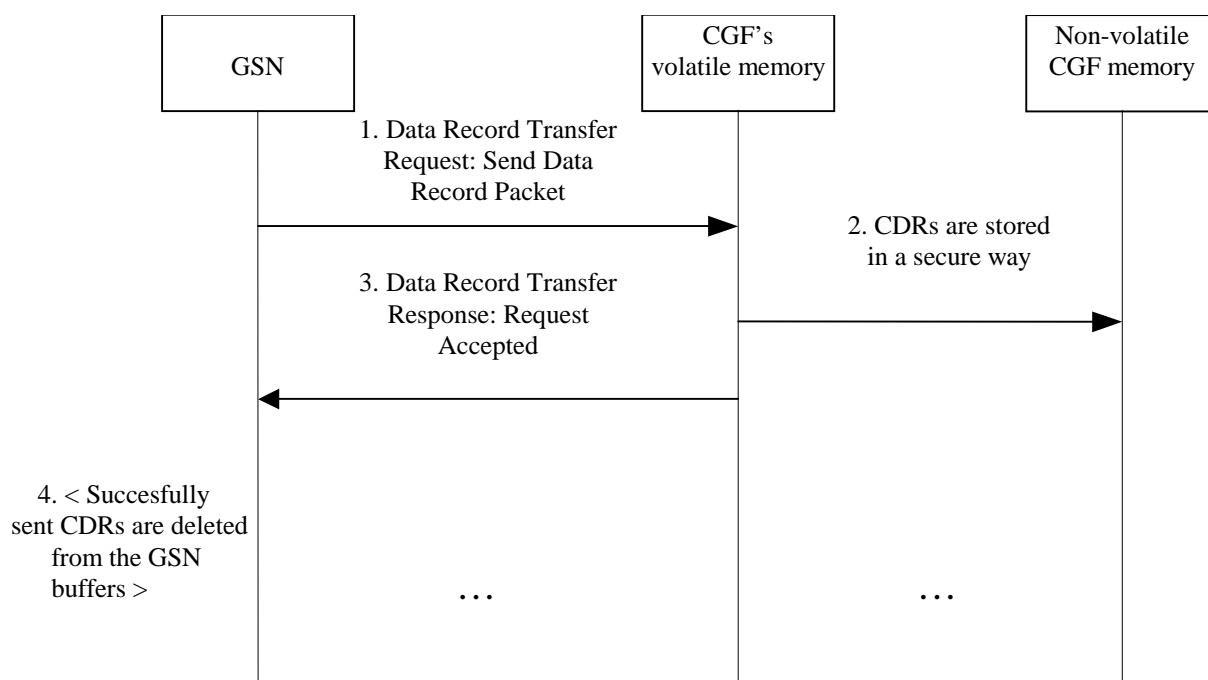 GSN
CGF’s
volatile memory
Non-volatile
CGF memory
1. Data Record Transfer
Request: Send Data
Record Packet
2. CDRs are stored
in a secure way
3. Data Record Transfer
Response: Request
Accepted
4. < Succesfully
sent CDRs are deleted
from the GSN
buffers >
…
…